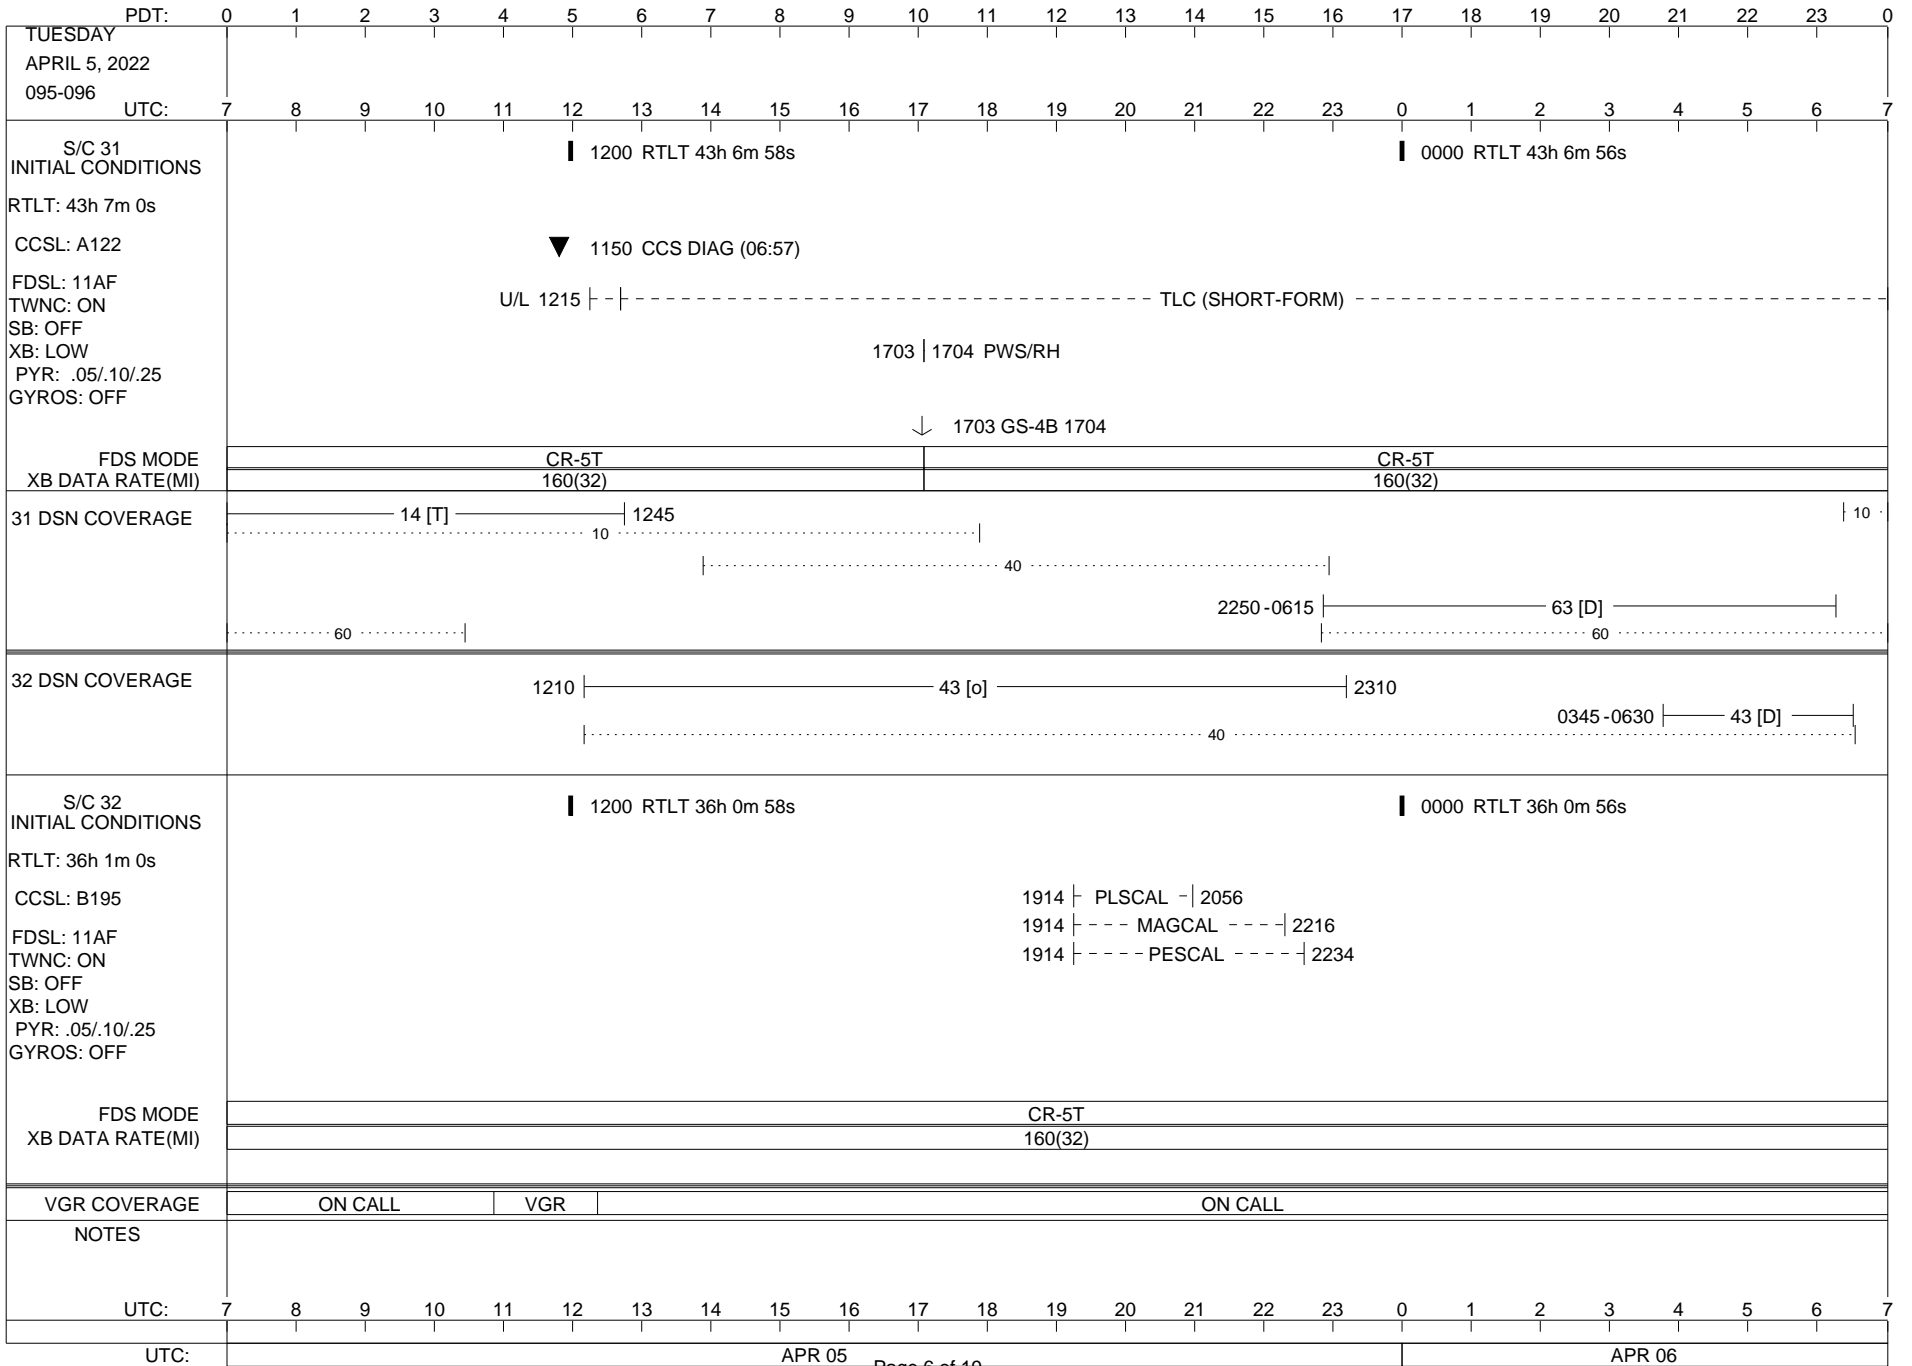 PDT: 0 1 2 3 4 5 6 7 8 9 10 11 12 13 14 15 16 17 18 19 20 21 22 23 0
TUESDAY
APRIL 5, 2022
095-096
UTC: 7 8 9 10 11 12 13 14 15 16 17 18 19 20 21 22 23 0 1 2 3 4 5 6 7
S/C 31
INITIAL CONDITIONS
1200 RTLT 43h 6m 58s
0000 RTLT 43h 6m 56s
RTLT: 43h 7m 0s
CCSL: A122
1150 CCS DIAG (06:57)
FDSL: 11AF
TWNC: ON
U/L 1215
TLC (SHORT-FORM)
SB: OFF
XB: LOW
1703 1704 PWS/RH
PYR: .05/.10/.25
GYROS: OFF
1703 GS-4B 1704
FDS MODE CR-5T CR-5T
XB DATA RATE(MI) 160(32) 160(32)
31 DSN COVERAGE
14 [T] 1245
10
10
40
2250-0615 63 [D]
60
60
32 DSN COVERAGE
1210 43 [o] 2310
0345-0630 43 [D]
40
S/C 32
INITIAL CONDITIONS
1200 RTLT 36h 0m 58s
0000 RTLT 36h 0m 56s
RTLT: 36h 1m 0s
CCSL: B195
1914 PLSCAL 2056
1914 MAGCAL 2216
FDSL: 11AF
TWNC: ON
1914 PESCAL 2234
SB: OFF
XB: LOW
PYR: .05/.10/.25
GYROS: OFF
FDS MODE CR-5T
XB DATA RATE(MI) 160(32)
VGR COVERAGE ON CALL VGR ON CALL
NOTES
UTC: 7 8 9 10 11 12 13 14 15 16 17 18 19 20 21 22 23 0 1 2 3 4 5 6 7
UTC: APR 05 APR 06
Page 6 of 19